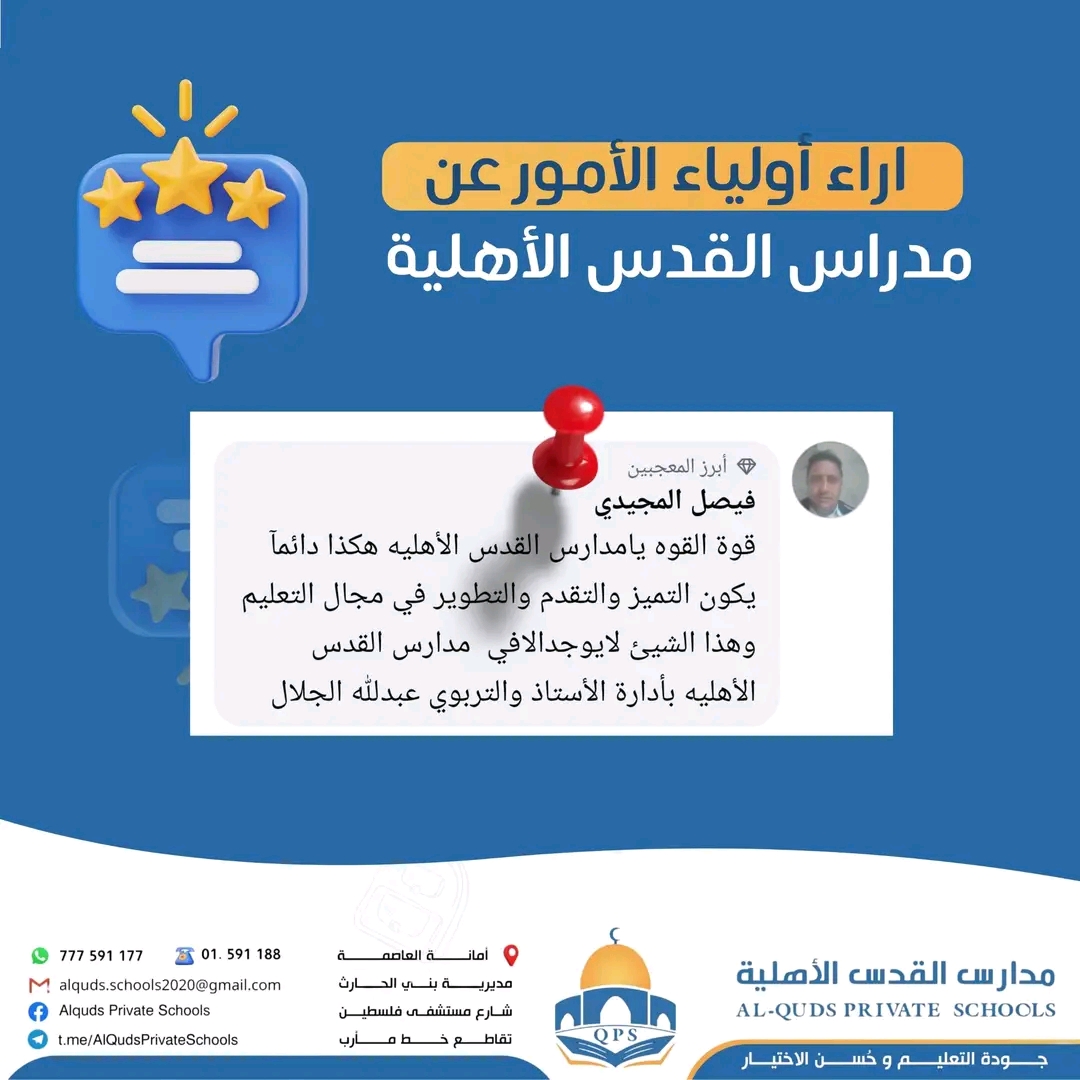 اراء أولياء الأمور عن
مدراس القدس الأهلية
أبرز المعجبين
فيصل المجيدي
قوة القوه يامدارس القدس الأهليه هكذا دائمآ
يكون التميز والتقدم والتطوير في مجال التعليم
وهذا الشيئ لايوجدالافي مدارس القدس
الأهليه بأدارة الأستاذ والتربوي عبدلله الجلال
مدارس القدس الأهلية
AL-QUDS PRIVATE SCHOOLS
جودة التعليم و حُسن الاختيار
QPS
أمانة العاصمة
مديرية بني الحارث
شارع مستشفى فلسطين
تقاطع خط مأرب
01. 591 188
777 591 177
alquds.schools2020@gmail.com
Alquds Private Schools
t.me/AlQudsPrivateSchools